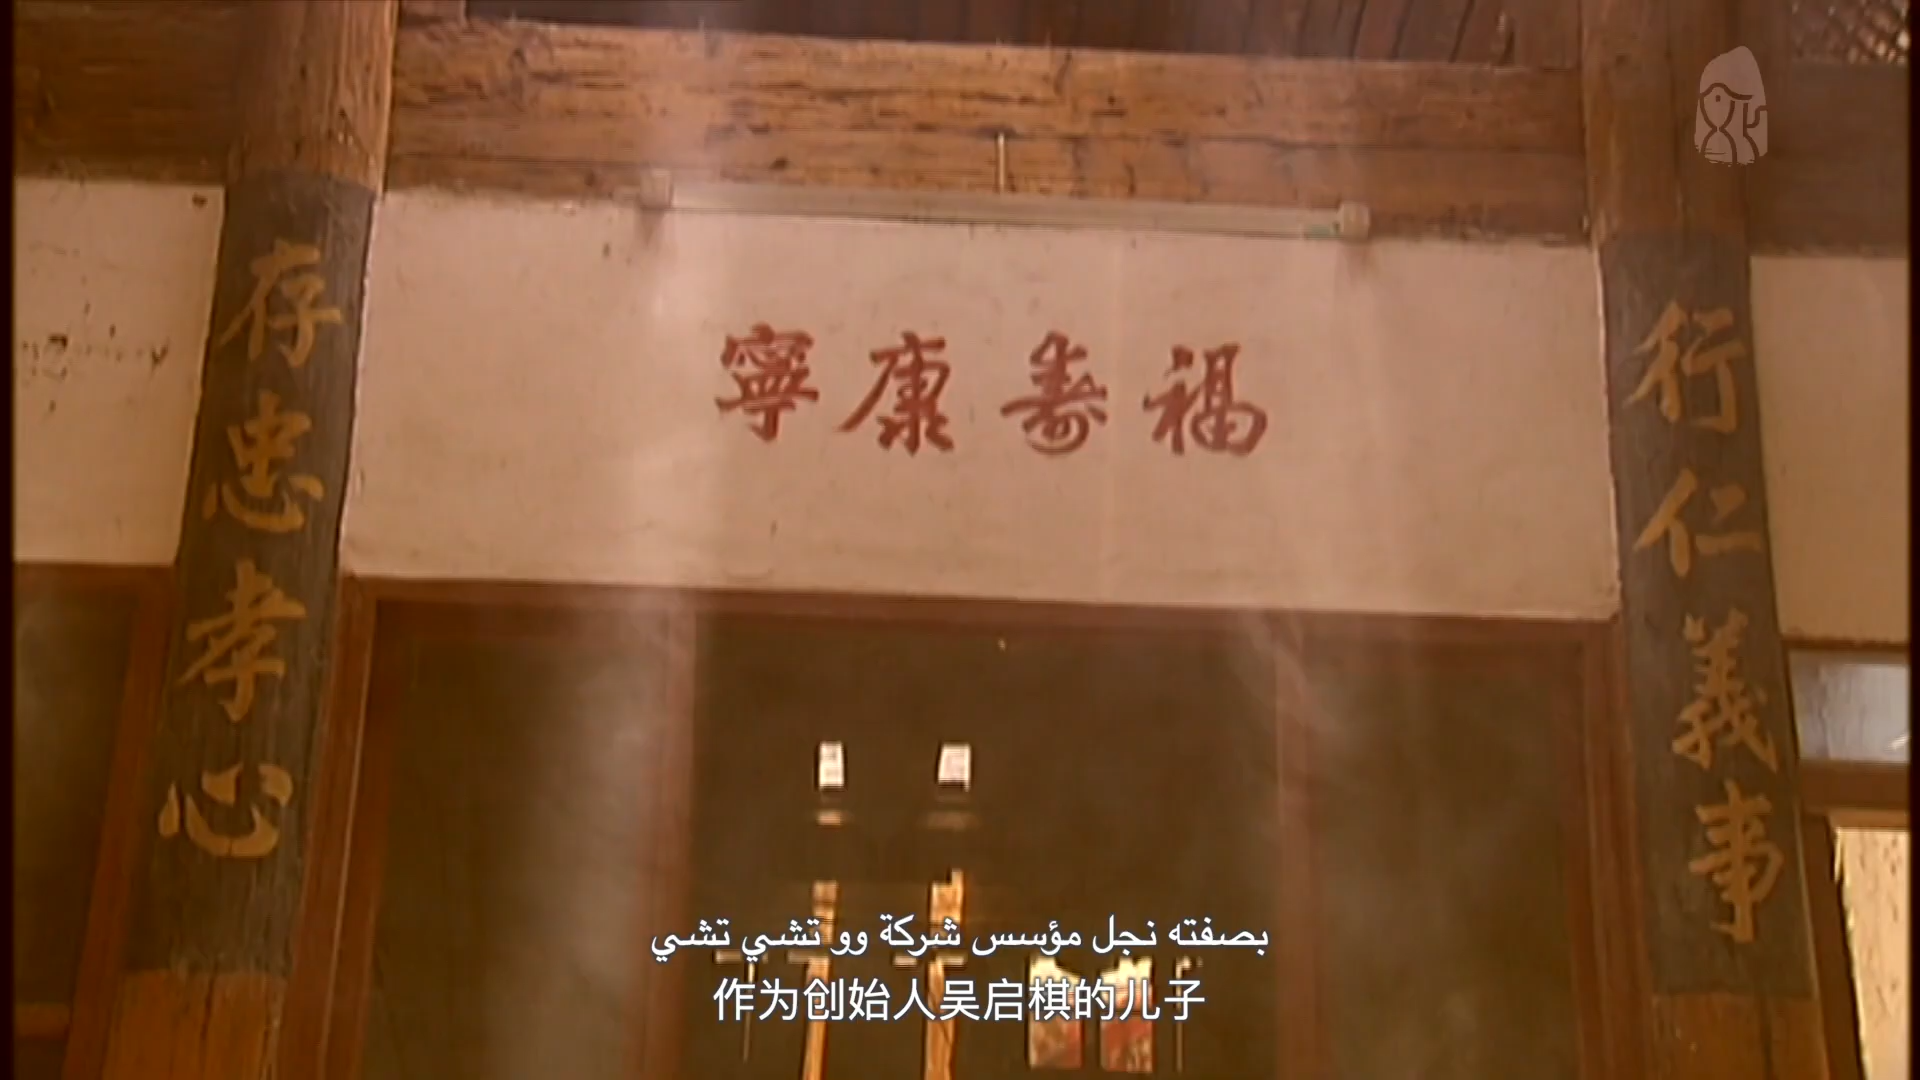 福壽康寧
行仁義事
存忠孝心
بصفته نجل مؤسس شركة وو تشي تشي
作为创始人吴启棋的儿子